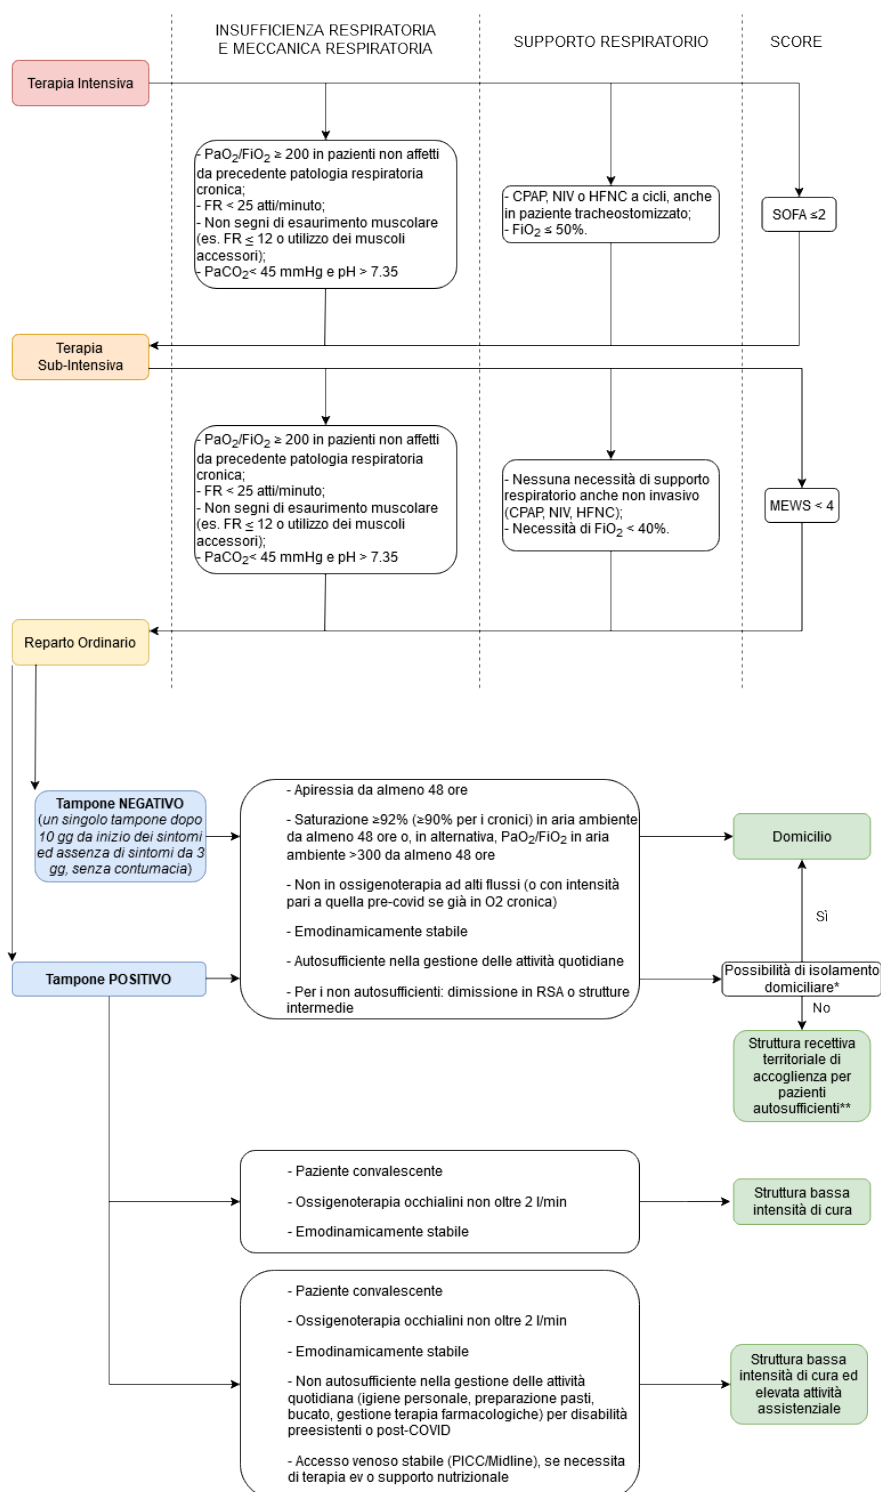 INSUFFICIENZA RESPIRATORIA
E MECCANICA RESPIRATORIA
SUPPORTO RESPIRATORIO
SCORE
Terapia Intensiva
- PaO2/FiO2 ≥ 200 in pazienti non affetti
da precedente patologia respiratoria
cronica;
- FR < 25 atti/minuto;
- Non segni di esaurimento muscolare
(es. FR ≤ 12 o utilizzo dei muscoli
accessori);
- PaCO2< 45 mmHg e pH > 7.35
- CPAP, NIV o HFNC a cicli, anche
in paziente tracheostomizzato;
- FiO2 ≤ 50%.
SOFA ≤2
Terapia
Sub-Intensiva
- PaO2/FiO2 ≥ 200 in pazienti non affetti
da precedente patologia respiratoria
cronica;
- FR < 25 atti/minuto;
- Non segni di esaurimento muscolare
(es. FR ≤ 12 o utilizzo dei muscoli
accessori);
- PaCO2< 45 mmHg e pH > 7.35
- Nessuna necessità di supporto
respiratorio anche non invasivo
(CPAP, NIV, HFNC);
- Necessità di FiO2 < 40%.
MEWS < 4
Reparto Ordinario
Tampone NEGATIVO
(un singolo tampone dopo
10 gg da inizio dei sintomi
ed assenza di sintomi da 3
gg, senza contumacia)
- Apiressia da almeno 48 ore
- Saturazione ≥92% (≥90% per i cronici) in aria ambiente
da almeno 48 ore o, in alternativa, PaO2/FiO2 in aria
ambiente >300 da almeno 48 ore
- Non in ossigenoterapia ad alti flussi (o con intensità
pari a quella pre-covid se già in O2 cronica)
- Emodinamicamente stabile
- Autosufficiente nella gestione delle attività quotidiane
- Per i non autosufficienti: dimissione in RSA o strutture
intermedie
Domicilio
Sì
Tampone POSITIVO
Possibilità di isolamento
domiciliare*
No
Struttura recettiva
territoriale di
accoglienza per
pazienti
autosufficienti**
- Paziente convalescente
- Ossigenoterapia occhialini non oltre 2 l/min
- Emodinamicamente stabile
Struttura bassa
intensità di cura
- Paziente convalescente
- Ossigenoterapia occhialini non oltre 2 l/min
- Emodinamicamente stabile
- Non autosufficiente nella gestione delle attività
quotidiana (igiene personale, preparazione pasti,
bucato, gestione terapia farmacologiche) per disabilità
preesistenti o post-COVID
- Accesso venoso stabile (PICC/Midline), se necessita
di terapia ev o supporto nutrizionale
Struttura bassa
intensità di cura ed
elevata attività
assistenziale